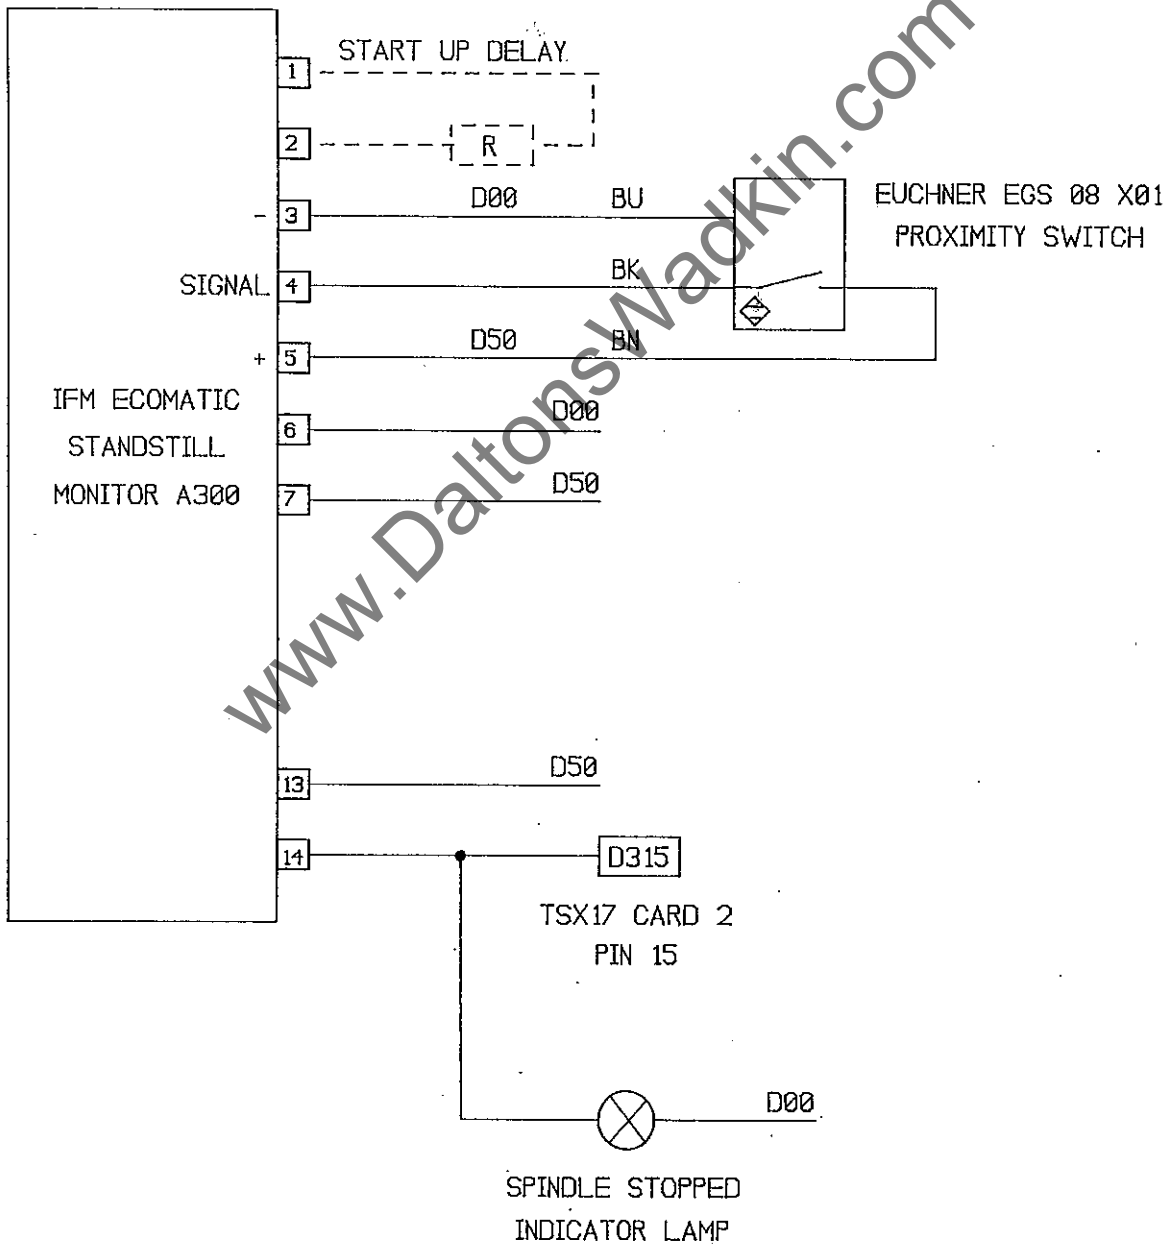 START UP DELAY
1
2
R
- 3
D00
BU
EUCHNER EGS 08 X01
PROXIMITY SWITCH
SIGNAL 4
BK
+ 5
D50
BN
IFM ECOMATIC
STANDSTILL
MONITOR A300
6
D00
7
D50
13
D50
14
D315
TSX17 CARD 2
PIN 15
D00
SPINDLE STOPPED
INDICATOR LAMP
www.DaltonsWadkin.com